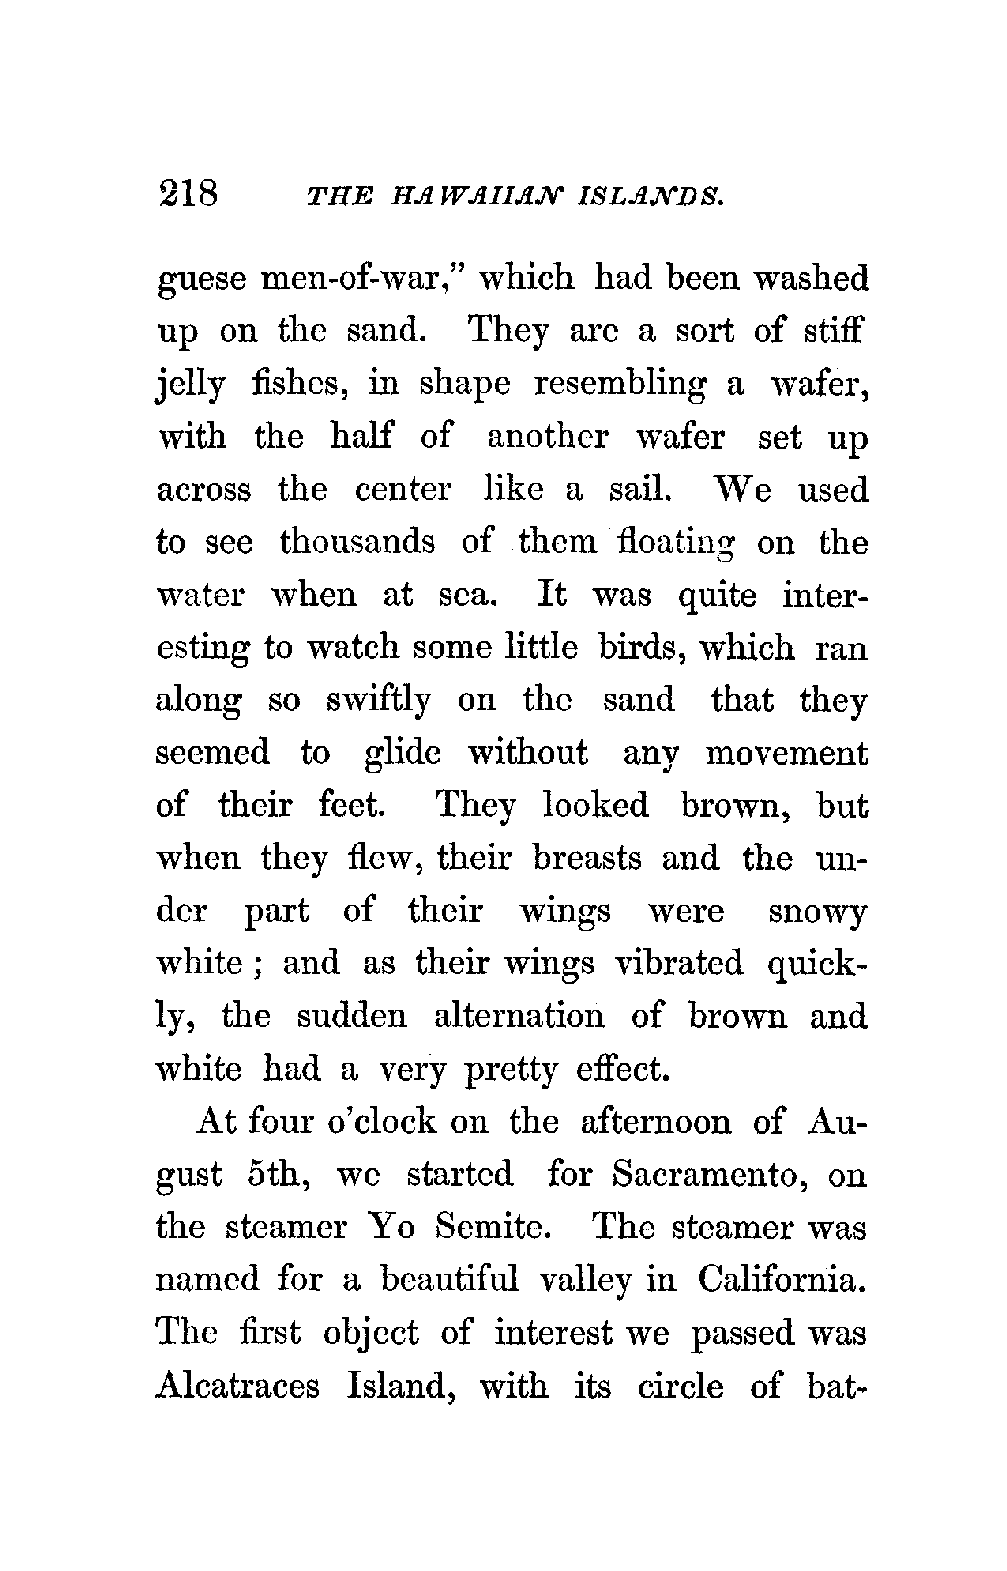 218 THE HAWAIIAN ISLANDS.
guese men-of-war,” which had been washed
up on the sand. They are a sort of stiff
jelly fishes, in shape resembling a wafer,
with the half of another wafer set up
across the center like a sail. We used
to see thousands of them floating on the
water when at sea. It was quite inter-
esting to watch some little birds, which ran
along so swiftly on the sand that they
seemed to glide without any movement
of their feet. They looked brown, but
when they flew, their breasts and the un-
der part of their wings were snowy
white ; and as their wings vibrated quick-
ly, the sudden alternation of brown and
white had a very pretty effect.
At four o’clock on the afternoon of Au-
gust 5th, we started for Sacramento, on
the steamer Yo Semite. The steamer was
named for a beautiful valley in California.
The first object of interest we passed was
Alcatraces Island, with its circle of bat-